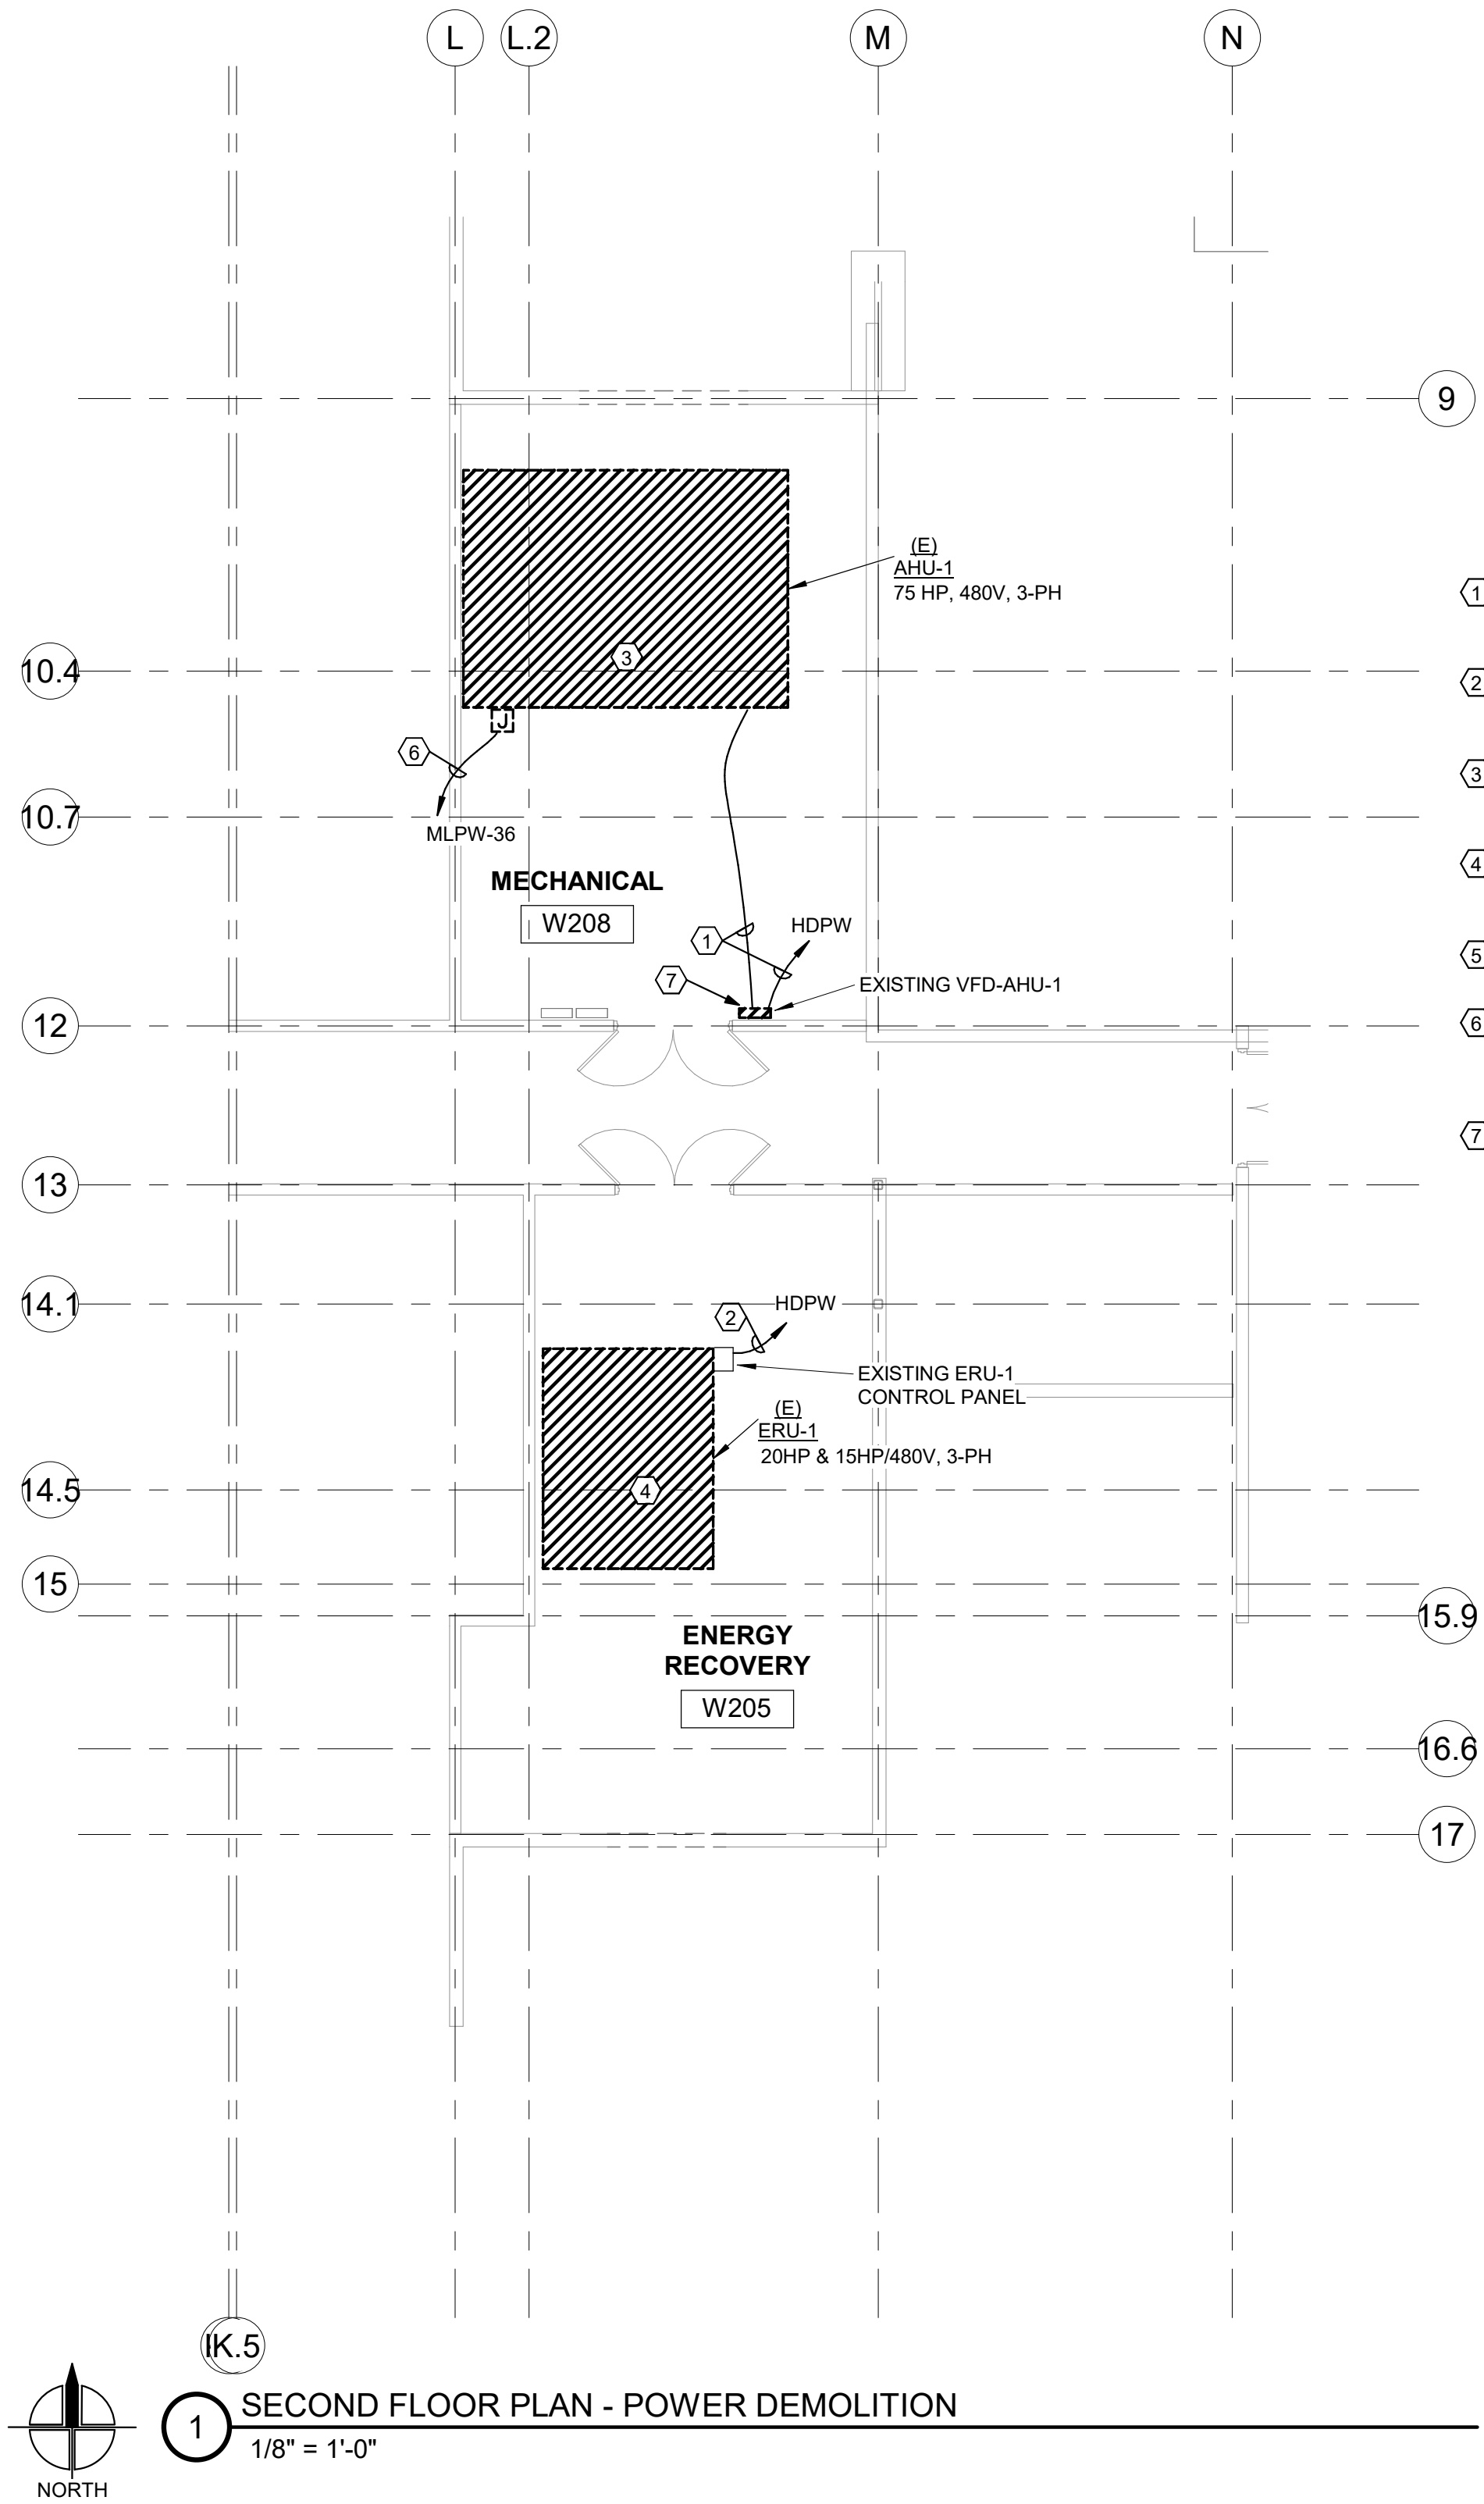 L
L.2
M
N
9
(E)
AHU-1
75 HP, 480V, 3-PH
1
3
10.4
2
J
6
3
10.7
MLPW-36
4
MECHANICAL
W208
HDPW
1
5
7
EXISTING VFD-AHU-1
12
6
7
13
14.1
HDPW
2
EXISTING ERU-1
CONTROL PANEL
(E)
ERU-1
20HP & 15HP/480V, 3-PH
14.5
4
15
15.9
ENERGY
RECOVERY
W205
16.6
17
K.5
1
SECOND FLOOR PLAN - POWER DEMOLITION
1/8" = 1'-0"
NORTH